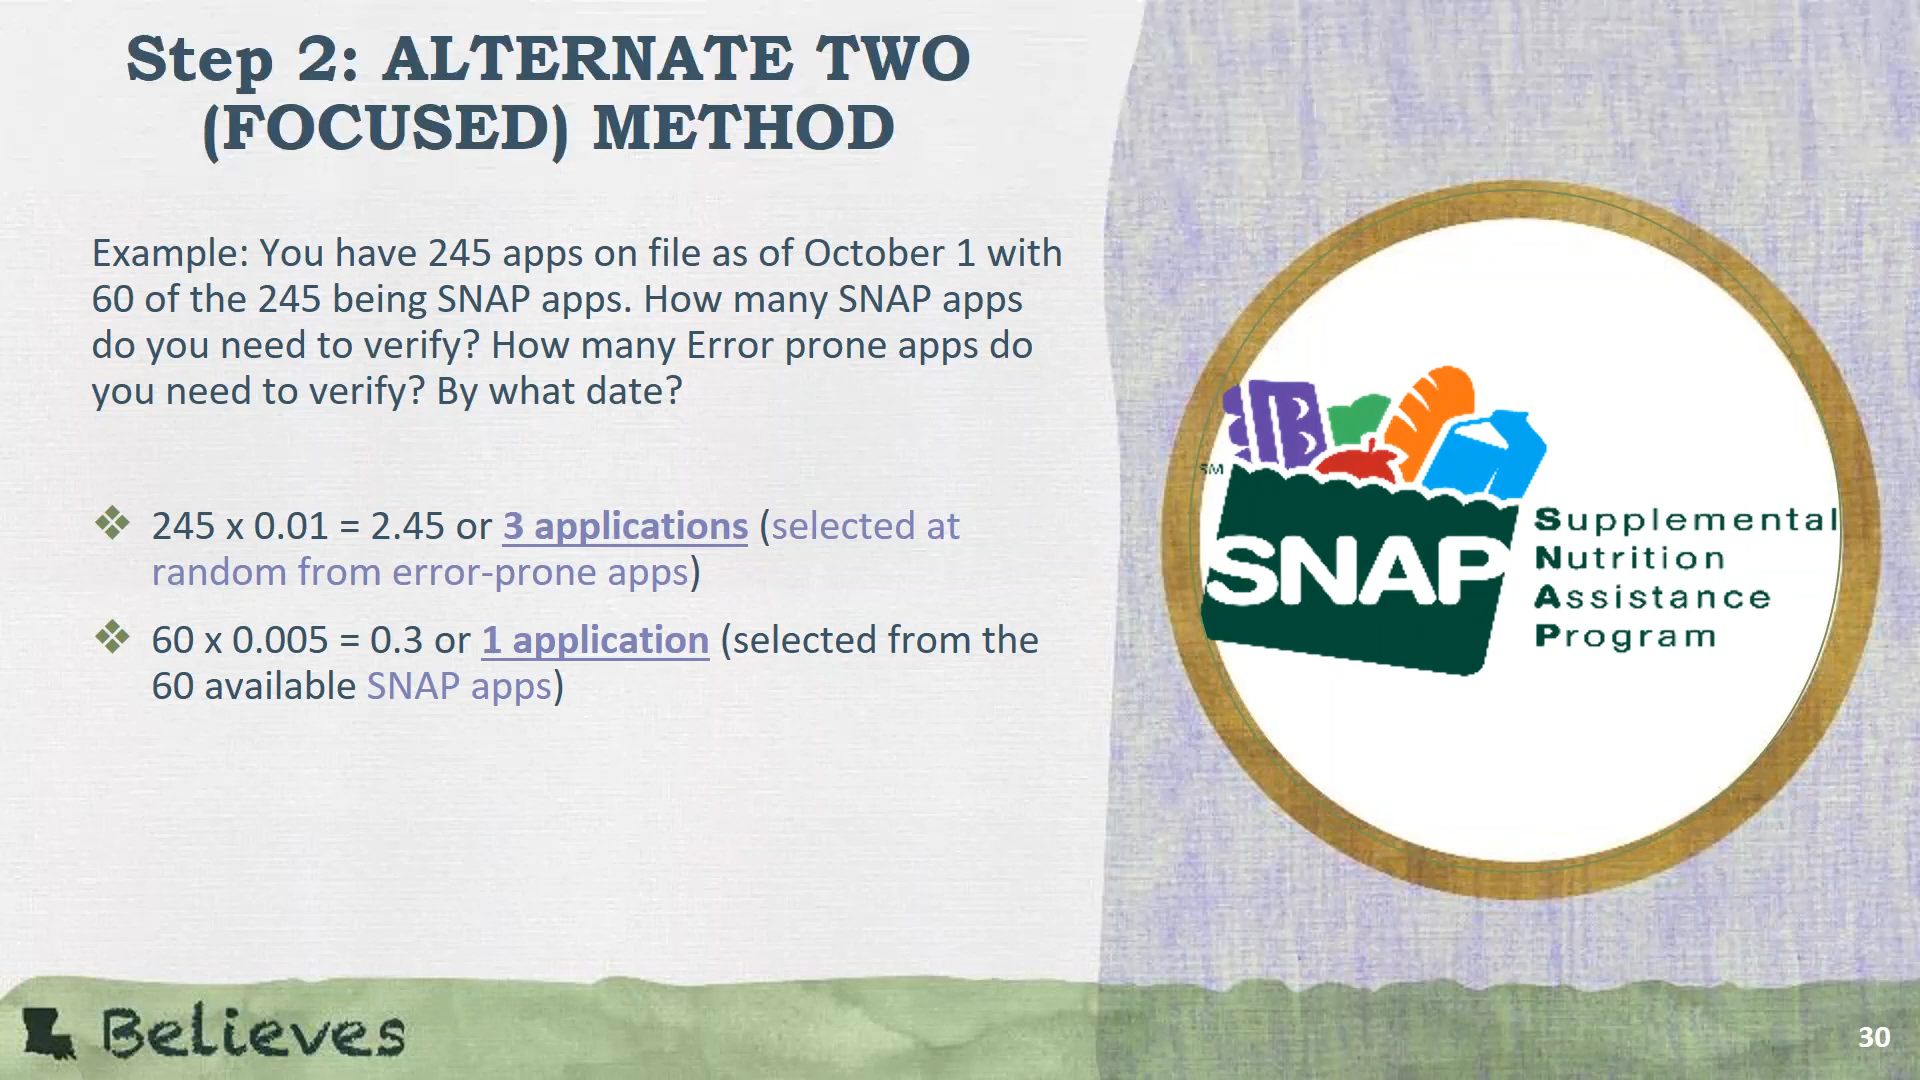 Step 2: ALTERNATE TWO
(FOCUSED) METHOD
Example: You have 245 apps on file as of October 1 with
60 of the 245 being SNAP apps. How many SNAP apps
do you need to verify? How many Error prone apps do
you need to verify? By what date?
❖ 245 x 0.01 = 2.45 or 3 applications (selected at
random from error-prone apps)
❖ 60 x 0.005 = 0.3 or 1 application (selected from the
60 available SNAP apps)
SM
SNAP
Supplemental
Nutrition
Assistance
Program
Believes
30